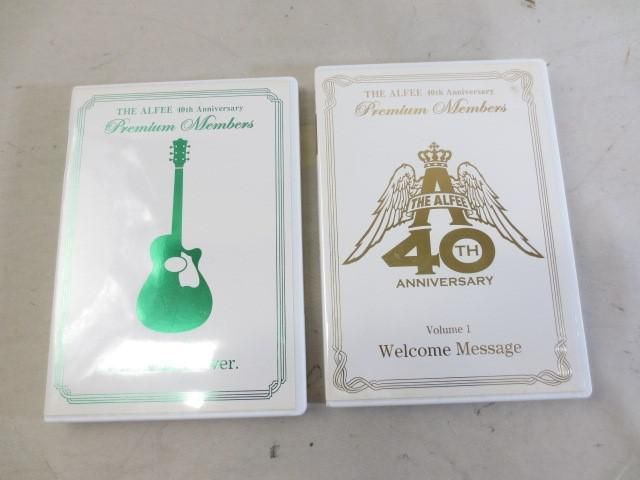 THE ALFEE 40th Anniversary
Premium Members
ver.
THE ALFEE 40th Anniversary
Premium Members
A
THE ALFEE
40TH
ANNIVERSARY
Volume 1
Welcome Message